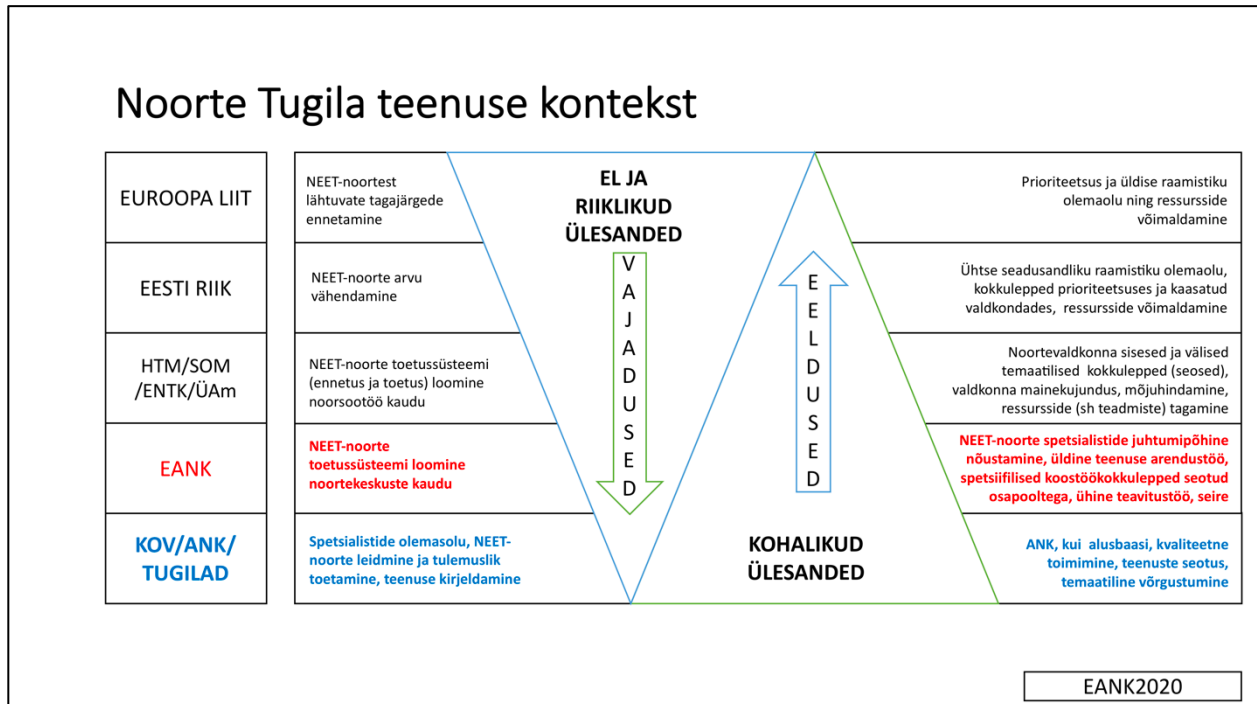 Noorte Tugila teenuse kontekst
EUROOPA LIIT
NEET-noortest
lähtuvate tagajärgede
ennetamine
EL JA
RIIKLIKUD
ÜLESANDED
Prioriteetsus ja üldise raamistiku
olemaolu ning ressursside
võimaldamine
EESTI RIIK
NEET-noorte arvu
vähendamine
Ühtse seadusandliku raamistiku olemaolu,
kokkulepped prioriteetsuses ja kaasatud
valdkondades, ressursside võimaldamine
HTM/SOM
/ENTK/ÜAm
NEET-noorte toetussüsteemi
(ennetus ja toetus) loomine
noorsootöö kaudu
VAJADUSED
EELDUSED
Noortevaldkonna sisesed ja välised
temaatilised kokkulepped (seosed),
valdkonna mainekujundus, mõjuhindamine,
ressursside (sh teadmiste) tagamine
EANK
NEET-noorte
toetussüsteemi loomine
noortekeskuste kaudu
NEET-noorte spetsialistide juhtumipõhine
nõustamine, üldine teenuse arendustöö,
spetsiifilised koostöökokkulepped seotud
osapooltega, ühine teavitustöö, seire
KOV/ANK/
TUGILAD
Spetsialistide olemasolu, NEET-
noorte leidmine ja tulemuslik
toetamine, teenuse kirjeldamine
KOHALIKUD
ÜLESANDED
ANK, kui alusbaasi, kvaliteetne
toimimine, teenuste seotus,
temaatiline võrgustumine
EANK2020